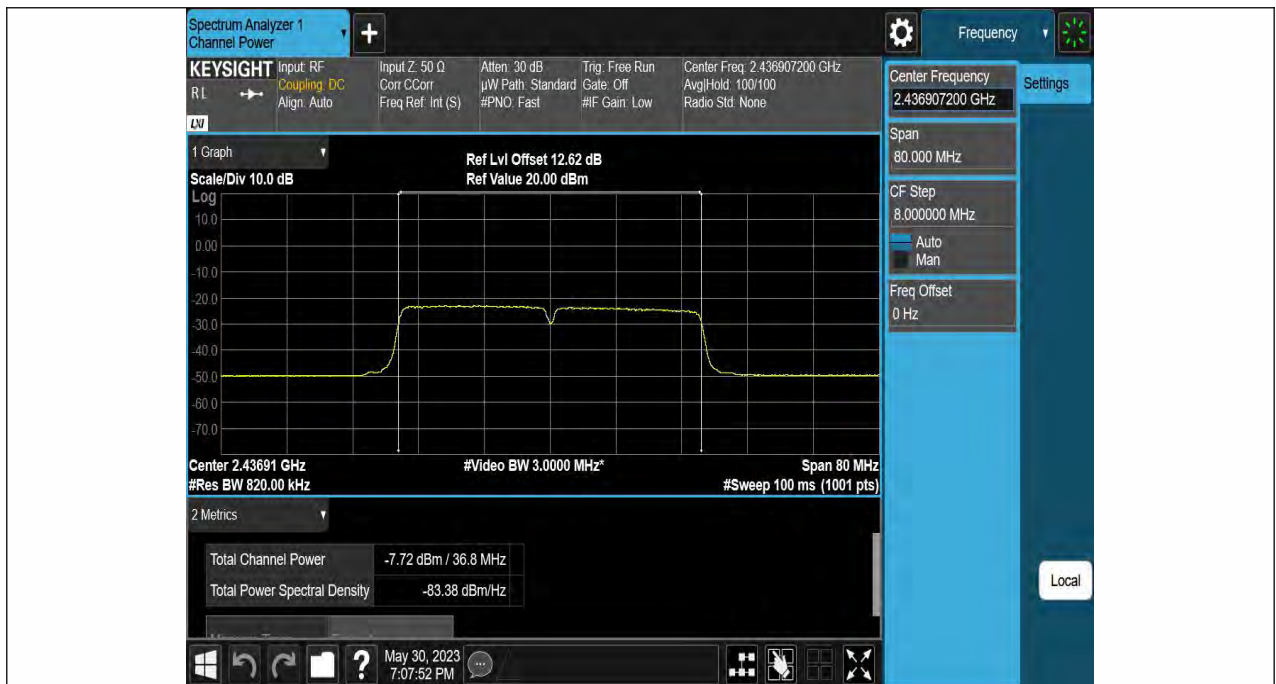 Spectrum Analyzer 1
Channel Power
+
Frequency
KEYSIGHT
RL
LXI
Input: RF
Coupling: DC
Align: Auto
Input Z: 50 Ω
Corr CCorr
Freq Ref: Int (S)
Atten: 30 dB
µW Path: Standard
#PNO: Fast
Trig: Free Run
Gate: Off
#IF Gain: Low
Center Freq: 2.436907200 GHz
Avg|Hold: 100/100
Radio Std: None
Center Frequency
2.436907200 GHz
Settings
Span
80.000 MHz
CF Step
8.000000 MHz
Auto
Man
Freq Offset
0 Hz
1 Graph
Ref Lvl Offset 12.62 dB
Scale/Div 10.0 dB
Ref Value 20.00 dBm
Log
10.0
0.00
-10.0
-20.0
-30.0
-40.0
-50.0
-60.0
-70.0
Center 2.43691 GHz
#Video BW 3.0000 MHz*
Span 80 MHz
#Res BW 820.00 kHz
#Sweep 100 ms (1001 pts)
2 Metrics
Total Channel Power -7.72 dBm / 36.8 MHz
Total Power Spectral Density -83.38 dBm/Hz
Local
?
May 30, 2023
7:07:52 PM